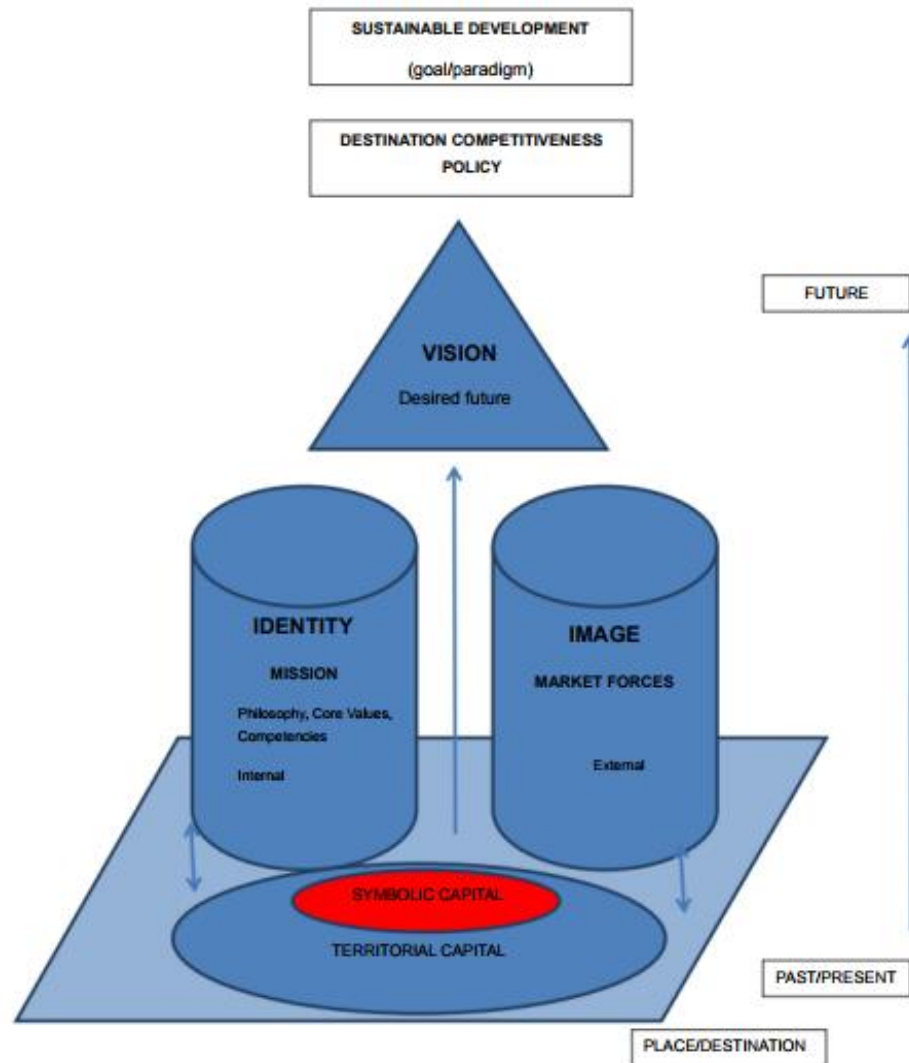 SUSTAINABLE DEVELOPMENT
(goal/paradigm)
DESTINATION COMPETITIVENESS
POLICY
FUTURE
VISION
Desired future
IDENTITY
MISSION
Philosophy, Core Values,
Competencies
Internal
IMAGE
MARKET FORCES
External
SYMBOLIC CAPITAL
TERRITORIAL CAPITAL
PAST/PRESENT
PLACE/DESTINATION